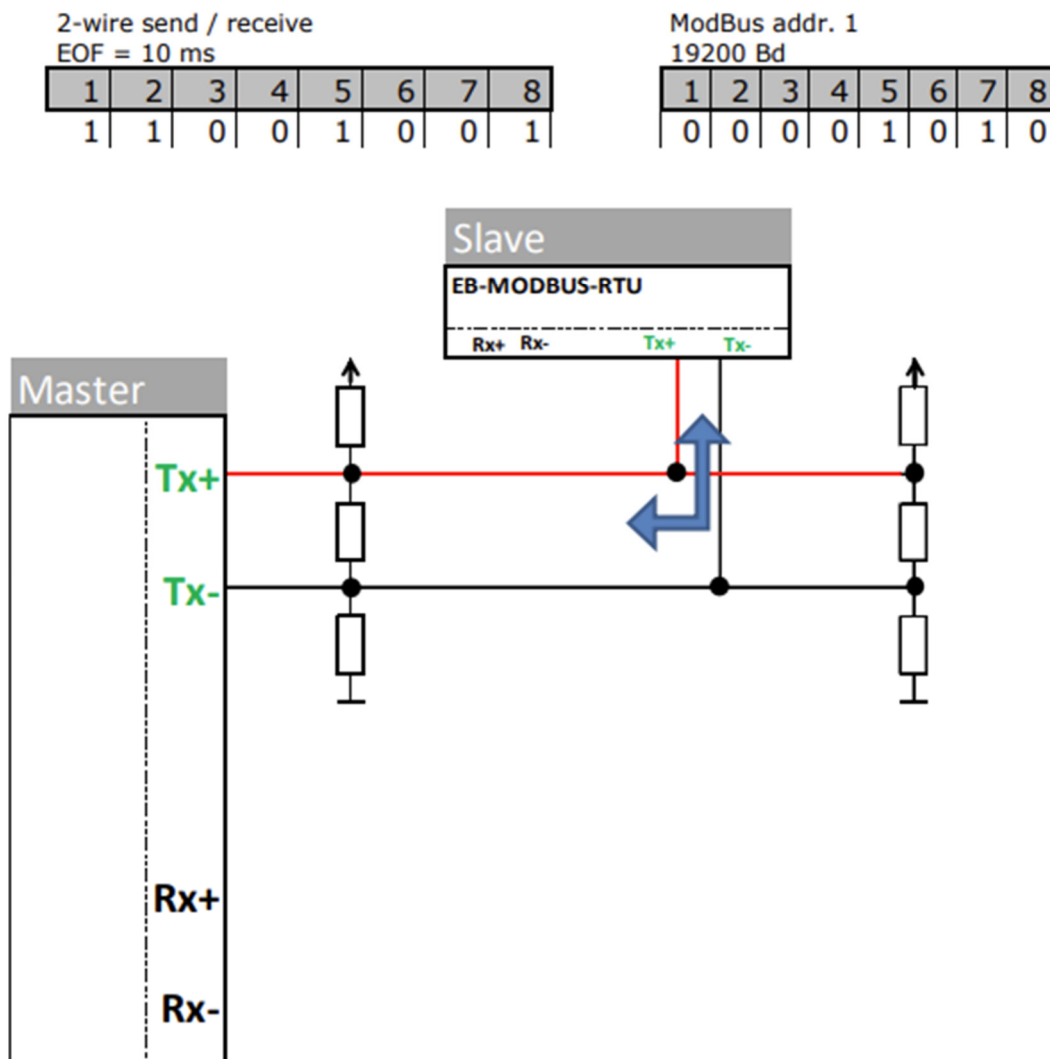 2-wire send / receive
EOF = 10 ms
1 2 3 4 5 6 7 8
1 1 0 0 1 0 0 1
ModBus addr. 1
19200 Bd
1 2 3 4 5 6 7 8
0 0 0 0 1 0 1 0
Slave
EB-MODBUS-RTU
Rx+ Rx- Tx+ Tx-
Master
Tx+
Tx-
Rx+
Rx-